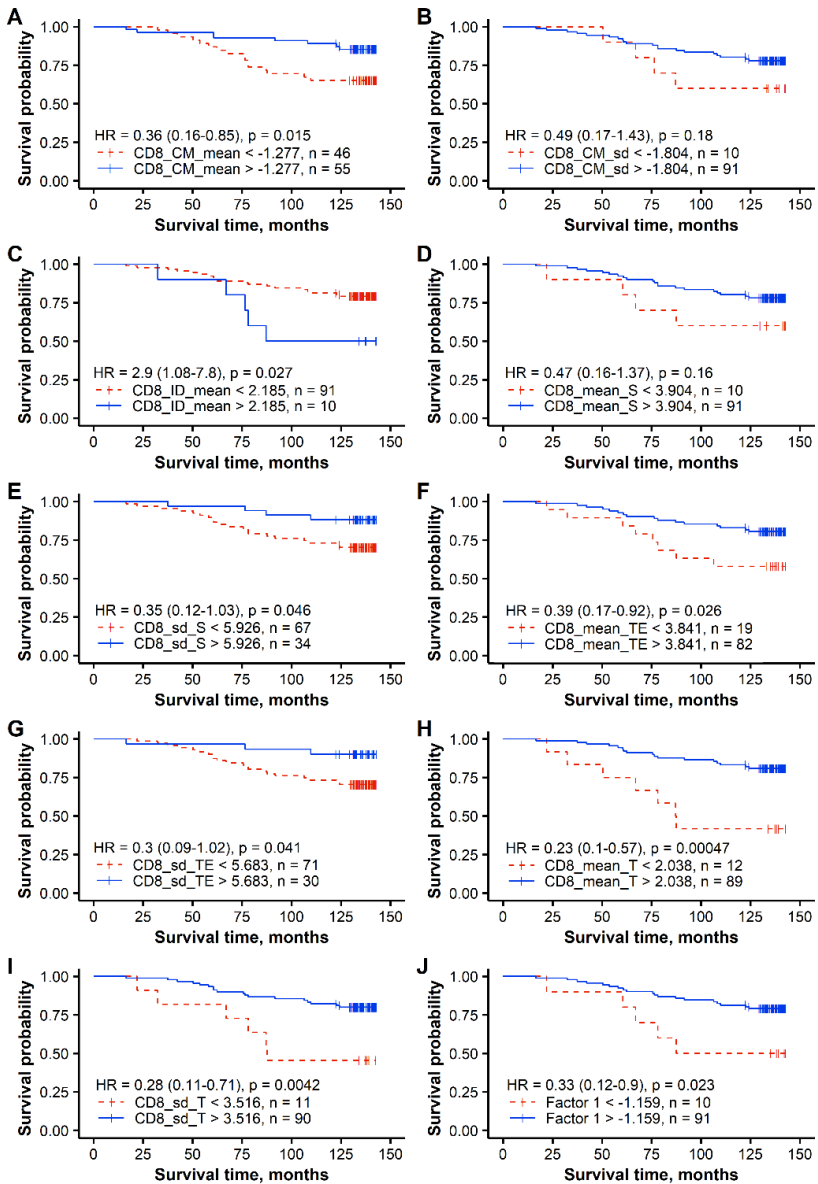 A
Survival probability
1.00
0.75
0.50
0.25
0.00
HR = 0.36 (0.16-0.85), p = 0.015
CD8_CM_mean < -1.277, n = 46
CD8_CM_mean > -1.277, n = 55
0 25 50 75 100 125 150
Survival time, months
B
Survival probability
1.00
0.75
0.50
0.25
0.00
HR = 0.49 (0.17-1.43), p = 0.18
CD8_CM_sd < -1.804, n = 10
CD8_CM_sd > -1.804, n = 91
0 25 50 75 100 125 150
Survival time, months
C
Survival probability
1.00
0.75
0.50
0.25
0.00
HR = 2.9 (1.08-7.8), p = 0.027
CD8_ID_mean < 2.185, n = 91
CD8_ID_mean > 2.185, n = 10
0 25 50 75 100 125 150
Survival time, months
D
Survival probability
1.00
0.75
0.50
0.25
0.00
HR = 0.47 (0.16-1.37), p = 0.16
CD8_mean_S < 3.904, n = 10
CD8_mean_S > 3.904, n = 91
0 25 50 75 100 125 150
Survival time, months
E
Survival probability
1.00
0.75
0.50
0.25
0.00
HR = 0.35 (0.12-1.03), p = 0.046
CD8_sd_S < 5.926, n = 67
CD8_sd_S > 5.926, n = 34
0 25 50 75 100 125 150
Survival time, months
F
Survival probability
1.00
0.75
0.50
0.25
0.00
HR = 0.39 (0.17-0.92), p = 0.026
CD8_mean_TE < 3.841, n = 19
CD8_mean_TE > 3.841, n = 82
0 25 50 75 100 125 150
Survival time, months
G
Survival probability
1.00
0.75
0.50
0.25
0.00
HR = 0.3 (0.09-1.02), p = 0.041
CD8_sd_TE < 5.683, n = 71
CD8_sd_TE > 5.683, n = 30
0 25 50 75 100 125 150
Survival time, months
H
Survival probability
1.00
0.75
0.50
0.25
0.00
HR = 0.23 (0.1-0.57), p = 0.00047
CD8_mean_T < 2.038, n = 12
CD8_mean_T > 2.038, n = 89
0 25 50 75 100 125 150
Survival time, months
I
Survival probability
1.00
0.75
0.50
0.25
0.00
HR = 0.28 (0.11-0.71), p = 0.0042
CD8_sd_T < 3.516, n = 11
CD8_sd_T > 3.516, n = 90
0 25 50 75 100 125 150
Survival time, months
J
Survival probability
1.00
0.75
0.50
0.25
0.00
HR = 0.33 (0.12-0.9), p = 0.023
Factor 1 < -1.159, n = 10
Factor 1 > -1.159, n = 91
0 25 50 75 100 125 150
Survival time, months